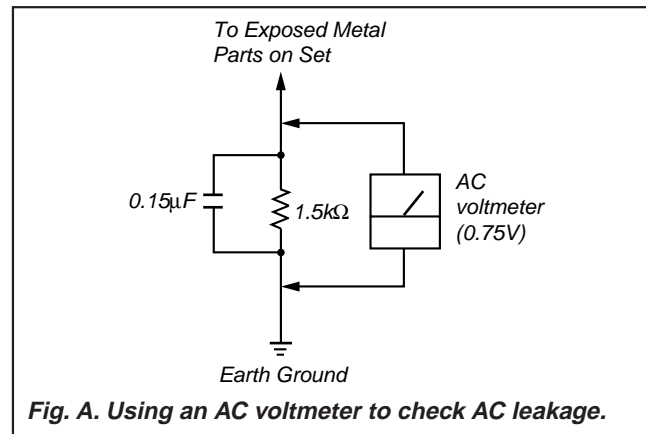 To Exposed Metal
Parts on Set
0.15μF
1.5kΩ
AC
voltmeter
(0.75V)
Earth Ground
Fig. A. Using an AC voltmeter to check AC leakage.